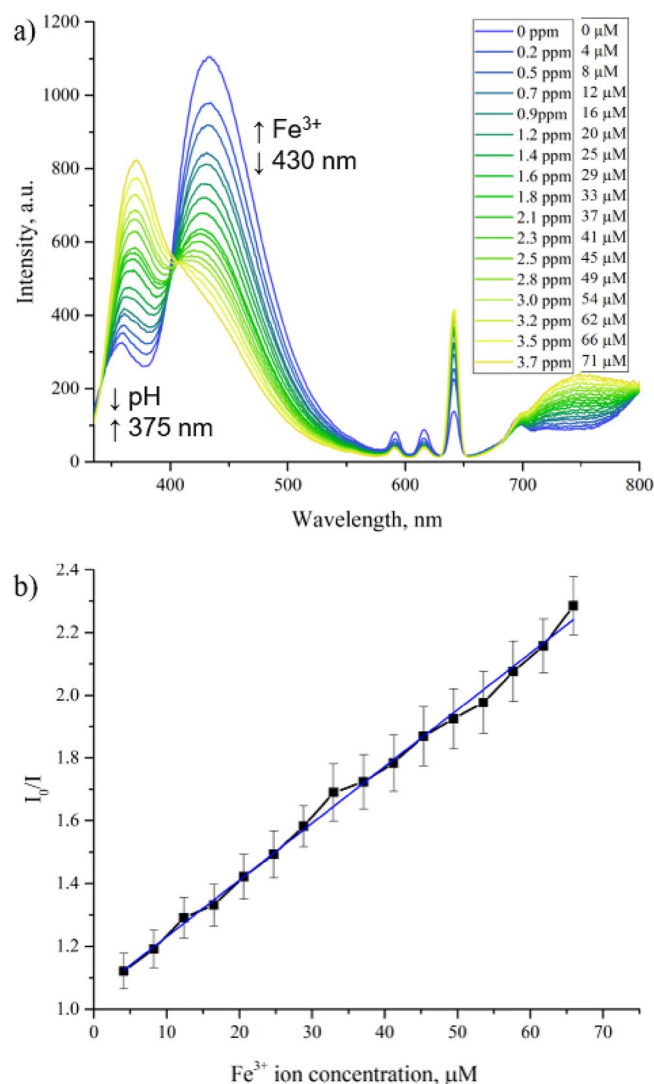 a)
1200
1000
800
600
400
200
0
Intensity, a.u.
↑ Fe³⁺
↓ 430 nm
↓ pH
↑ 375 nm
0 ppm 0 µM
0.2 ppm 4 µM
0.5 ppm 8 µM
0.7 ppm 12 µM
0.9ppm 16 µM
1.2 ppm 20 µM
1.4 ppm 25 µM
1.6 ppm 29 µM
1.8 ppm 33 µM
2.1 ppm 37 µM
2.3 ppm 41 µM
2.5 ppm 45 µM
2.8 ppm 49 µM
3.0 ppm 54 µM
3.2 ppm 62 µM
3.5 ppm 66 µM
3.7 ppm 71 µM
400 500 600 700 800
Wavelength, nm
b)
2.4
2.2
2.0
1.8
1.6
1.4
1.2
1.0
I₀/I
0 10 20 30 40 50 60 70
Fe³⁺ ion concentration, µM